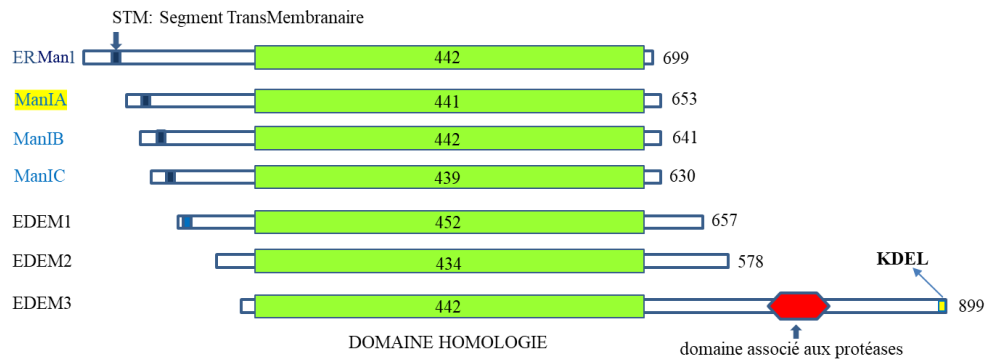 STM: Segment TransMembranaire
ERMan1 442 699
ManIA 441 653
ManIB 442 641
ManIC 439 630
EDEM1 452 657
EDEM2 434 578
KDEL
EDEM3 442 899
DOMAINE HOMOLOGIE
domaine associé aux protéases